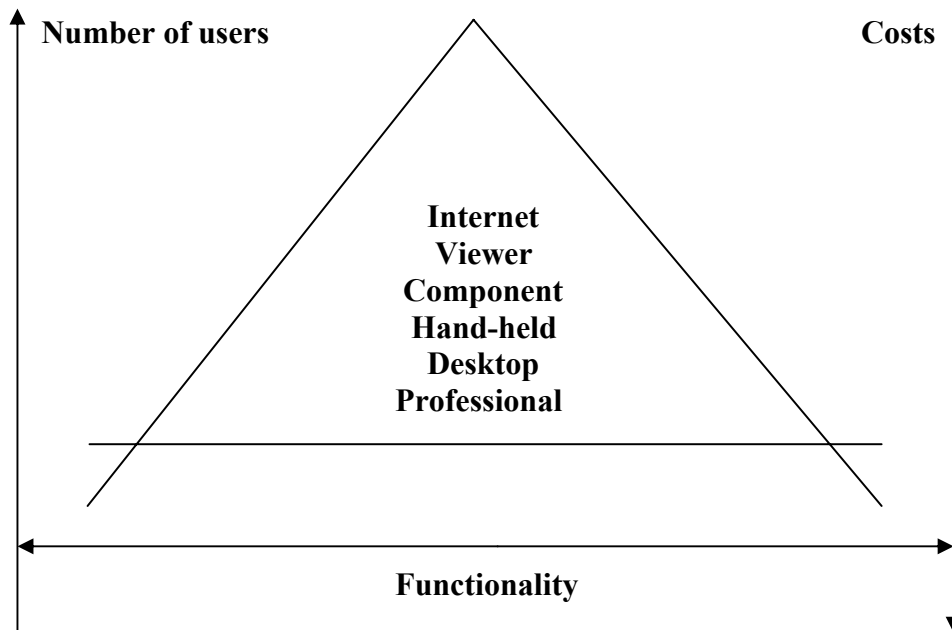 Number of users
Costs
Internet
Viewer
Component
Hand-held
Desktop
Professional
Functionality